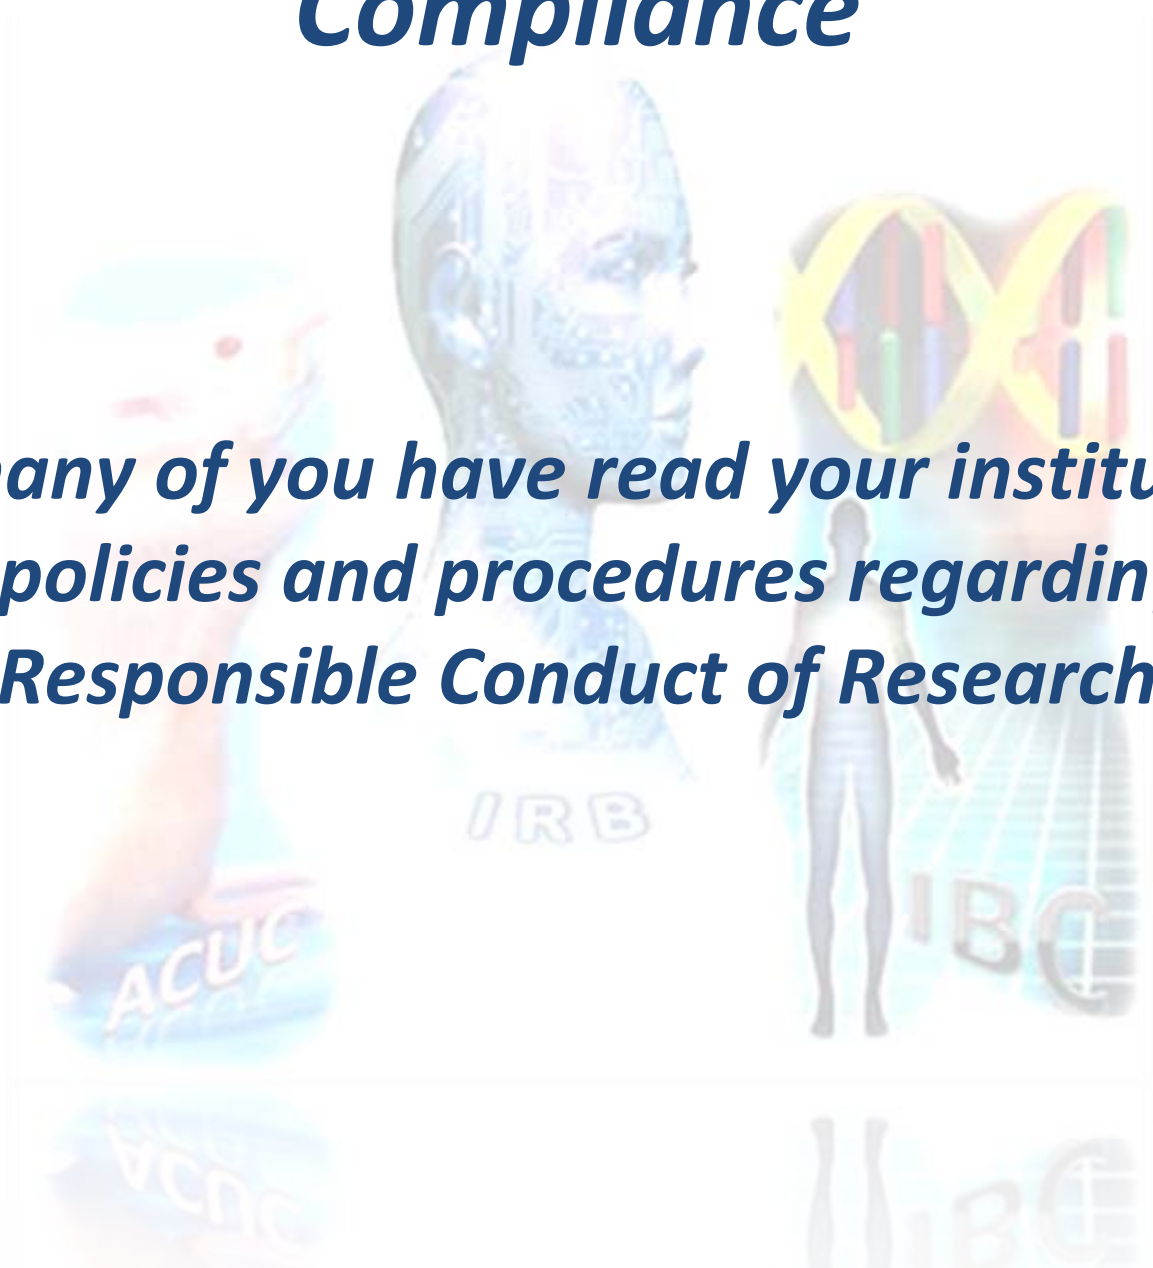 Compliance
any of you have read your institu
policies and procedures regardin
Responsible Conduct of Research
IRB
IBC
ACUC